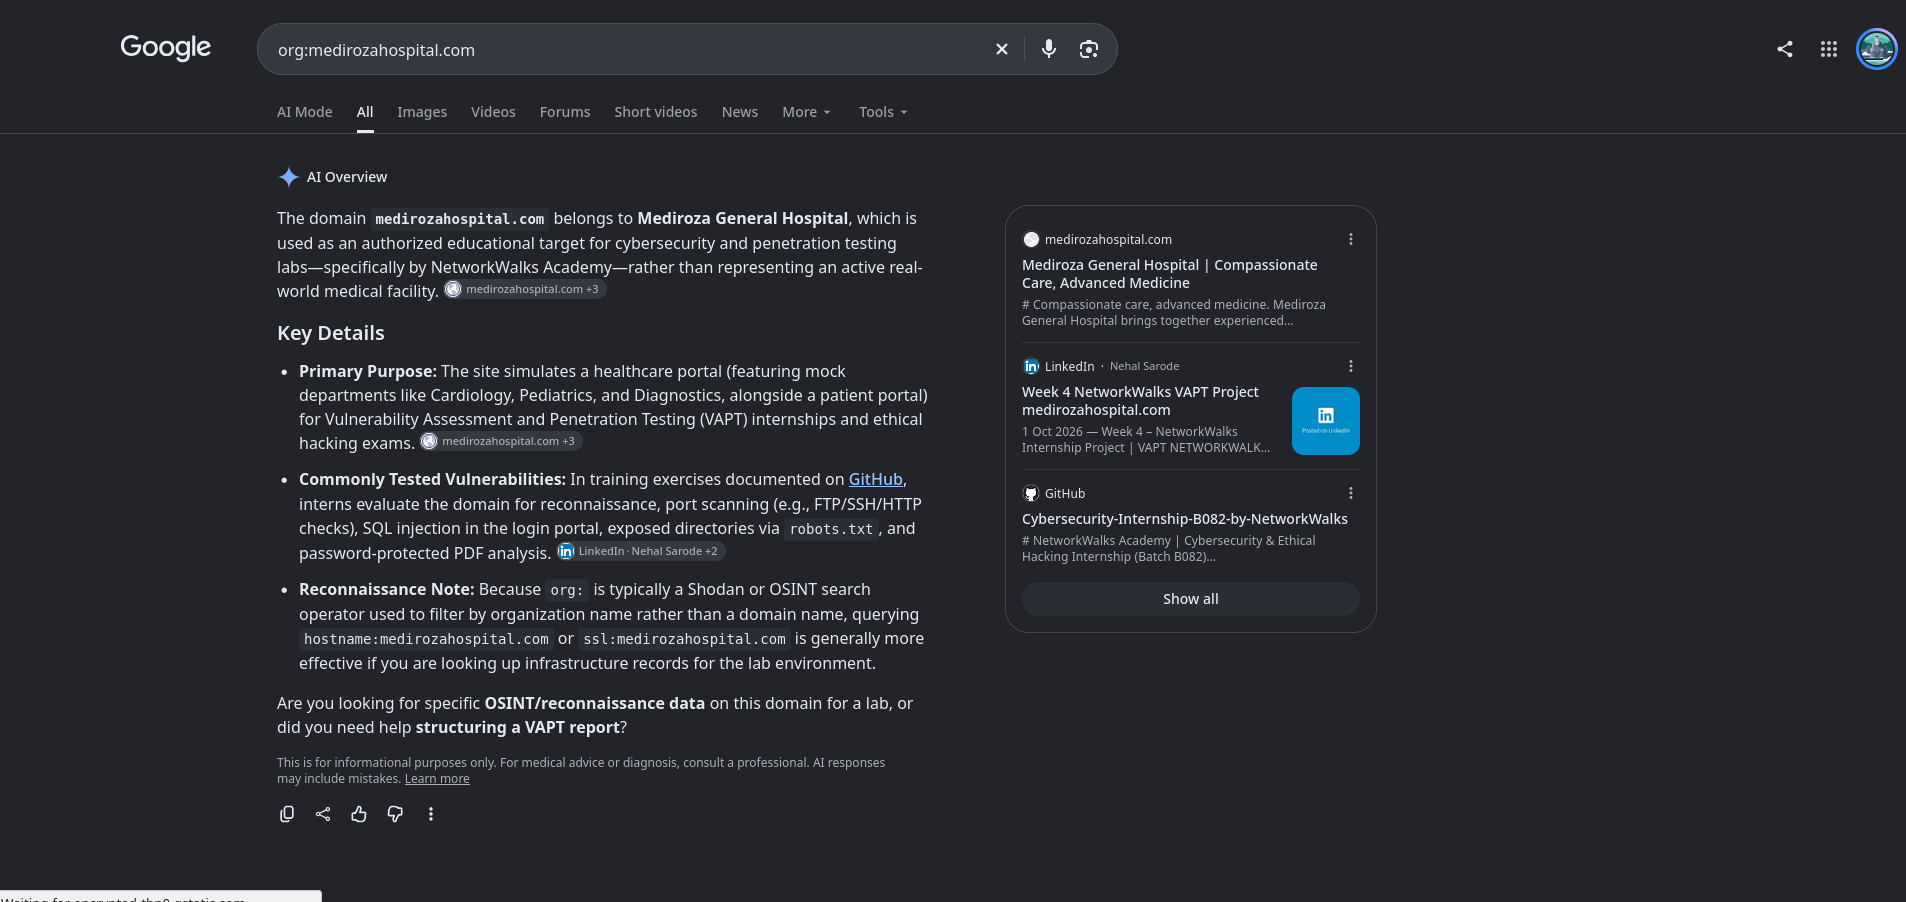 Google
org:medirozahospital.com
AI Mode
All
Images
Videos
Forums
Short videos
News
More
Tools
AI Overview
The domain medirozahospital.com belongs to Mediroza General Hospital, which is
used as an authorized educational target for cybersecurity and penetration testing
labs—specifically by NetworkWalks Academy—rather than representing an active real-
world medical facility. medirozahospital.com +3
Key Details
• Primary Purpose: The site simulates a healthcare portal (featuring mock
departments like Cardiology, Pediatrics, and Diagnostics, alongside a patient portal)
for Vulnerability Assessment and Penetration Testing (VAPT) internships and ethical
hacking exams. medirozahospital.com +3
• Commonly Tested Vulnerabilities: In training exercises documented on GitHub,
interns evaluate the domain for reconnaissance, port scanning (e.g., FTP/SSH/HTTP
checks), SQL injection in the login portal, exposed directories via robots.txt, and
password-protected PDF analysis. LinkedIn · Nehal Sarode +2
• Reconnaissance Note: Because org: is typically a Shodan or OSINT search
operator used to filter by organization name rather than a domain name, querying
hostname:medirozahospital.com or ssl:medirozahospital.com is generally more
effective if you are looking up infrastructure records for the lab environment.
Are you looking for specific OSINT/reconnaissance data on this domain for a lab, or
did you need help structuring a VAPT report?
This is for informational purposes only. For medical advice or diagnosis, consult a professional. AI responses
may include mistakes. Learn more
medirozahospital.com
Mediroza General Hospital | Compassionate
Care, Advanced Medicine
# Compassionate care, advanced medicine. Mediroza
General Hospital brings together experienced...
LinkedIn · Nehal Sarode
Week 4 NetworkWalks VAPT Project
medirozahospital.com
1 Oct 2026 — Week 4 – NetworkWalks
Internship Project | VAPT NETWORKWALK...
in
Posted on LinkedIn
GitHub
Cybersecurity-Internship-B082-by-NetworkWalks
# NetworkWalks Academy | Cybersecurity & Ethical
Hacking Internship (Batch B082)...
Show all